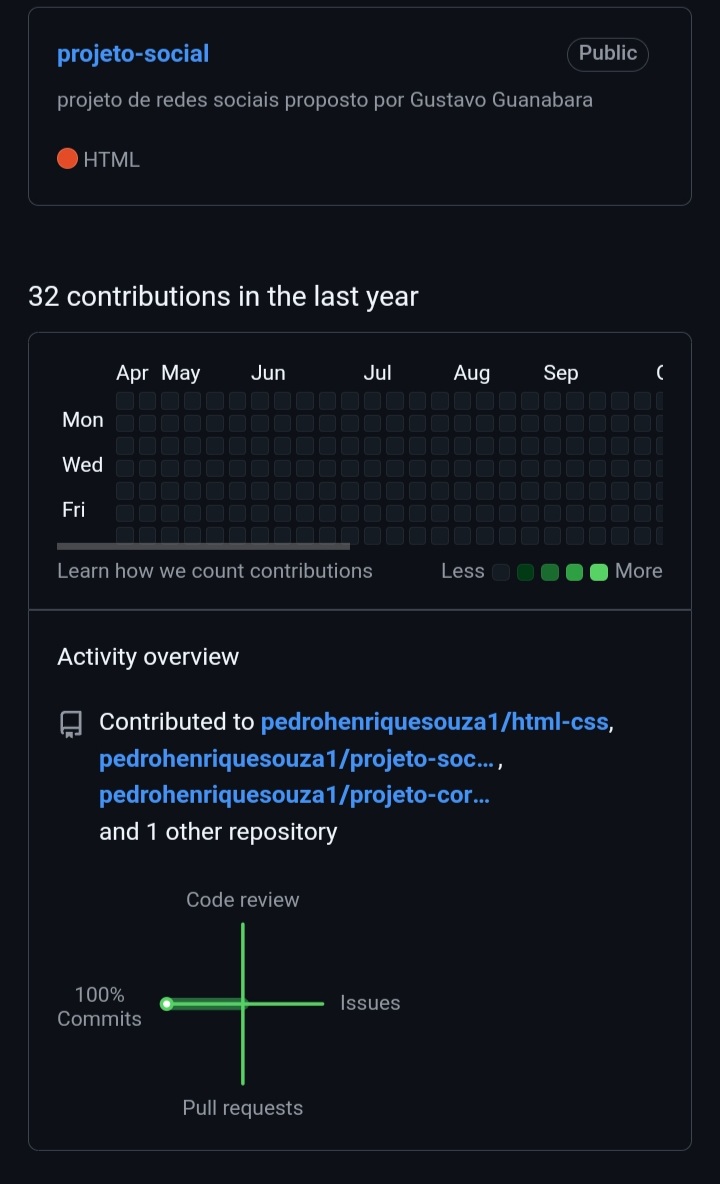 projeto-social
Public
projeto de redes sociais proposto por Gustavo Guanabara
HTML
32 contributions in the last year
Apr May Jun Jul Aug Sep
Mon
Wed
Fri
Learn how we count contributions
Less More
Activity overview
Contributed to pedrohenriquesouza1/html-css,
pedrohenriquesouza1/projeto-soc… ,
pedrohenriquesouza1/projeto-cor…
and 1 other repository
Code review
100%
Commits
Issues
Pull requests